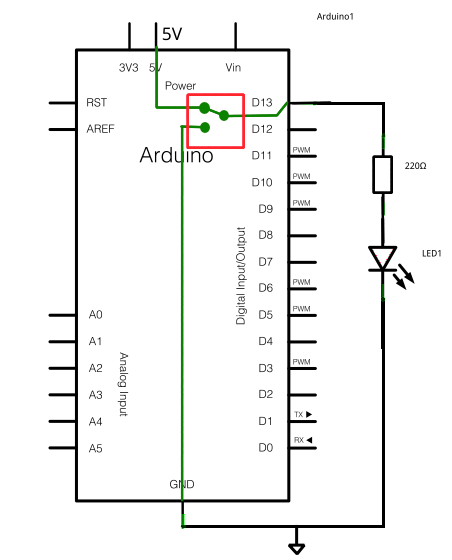 Arduino1
5V
3V3
5V
Vin
Power
RST
D13
AREF
D12
Arduino
D11
PWM
220Ω
D10
PWM
D9
PWM
D8
LED1
D7
Digital Input/Output
D6
PWM
A0
D5
PWM
A1
D4
A2
D3
PWM
Analog Input
A3
D2
A4
D1
TX
A5
D0
RX
GND